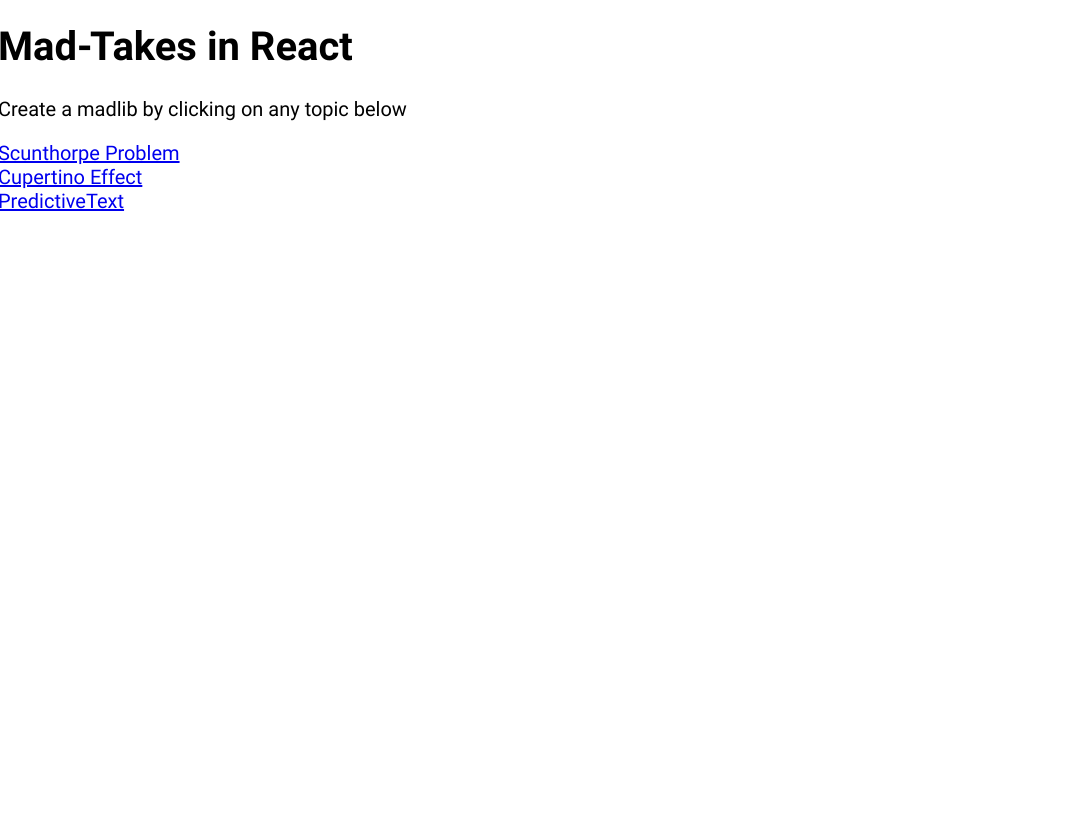 Mad-Takes in React
Create a madlib by clicking on any topic below
Scunthorpe Problem
Cupertino Effect
PredictiveText